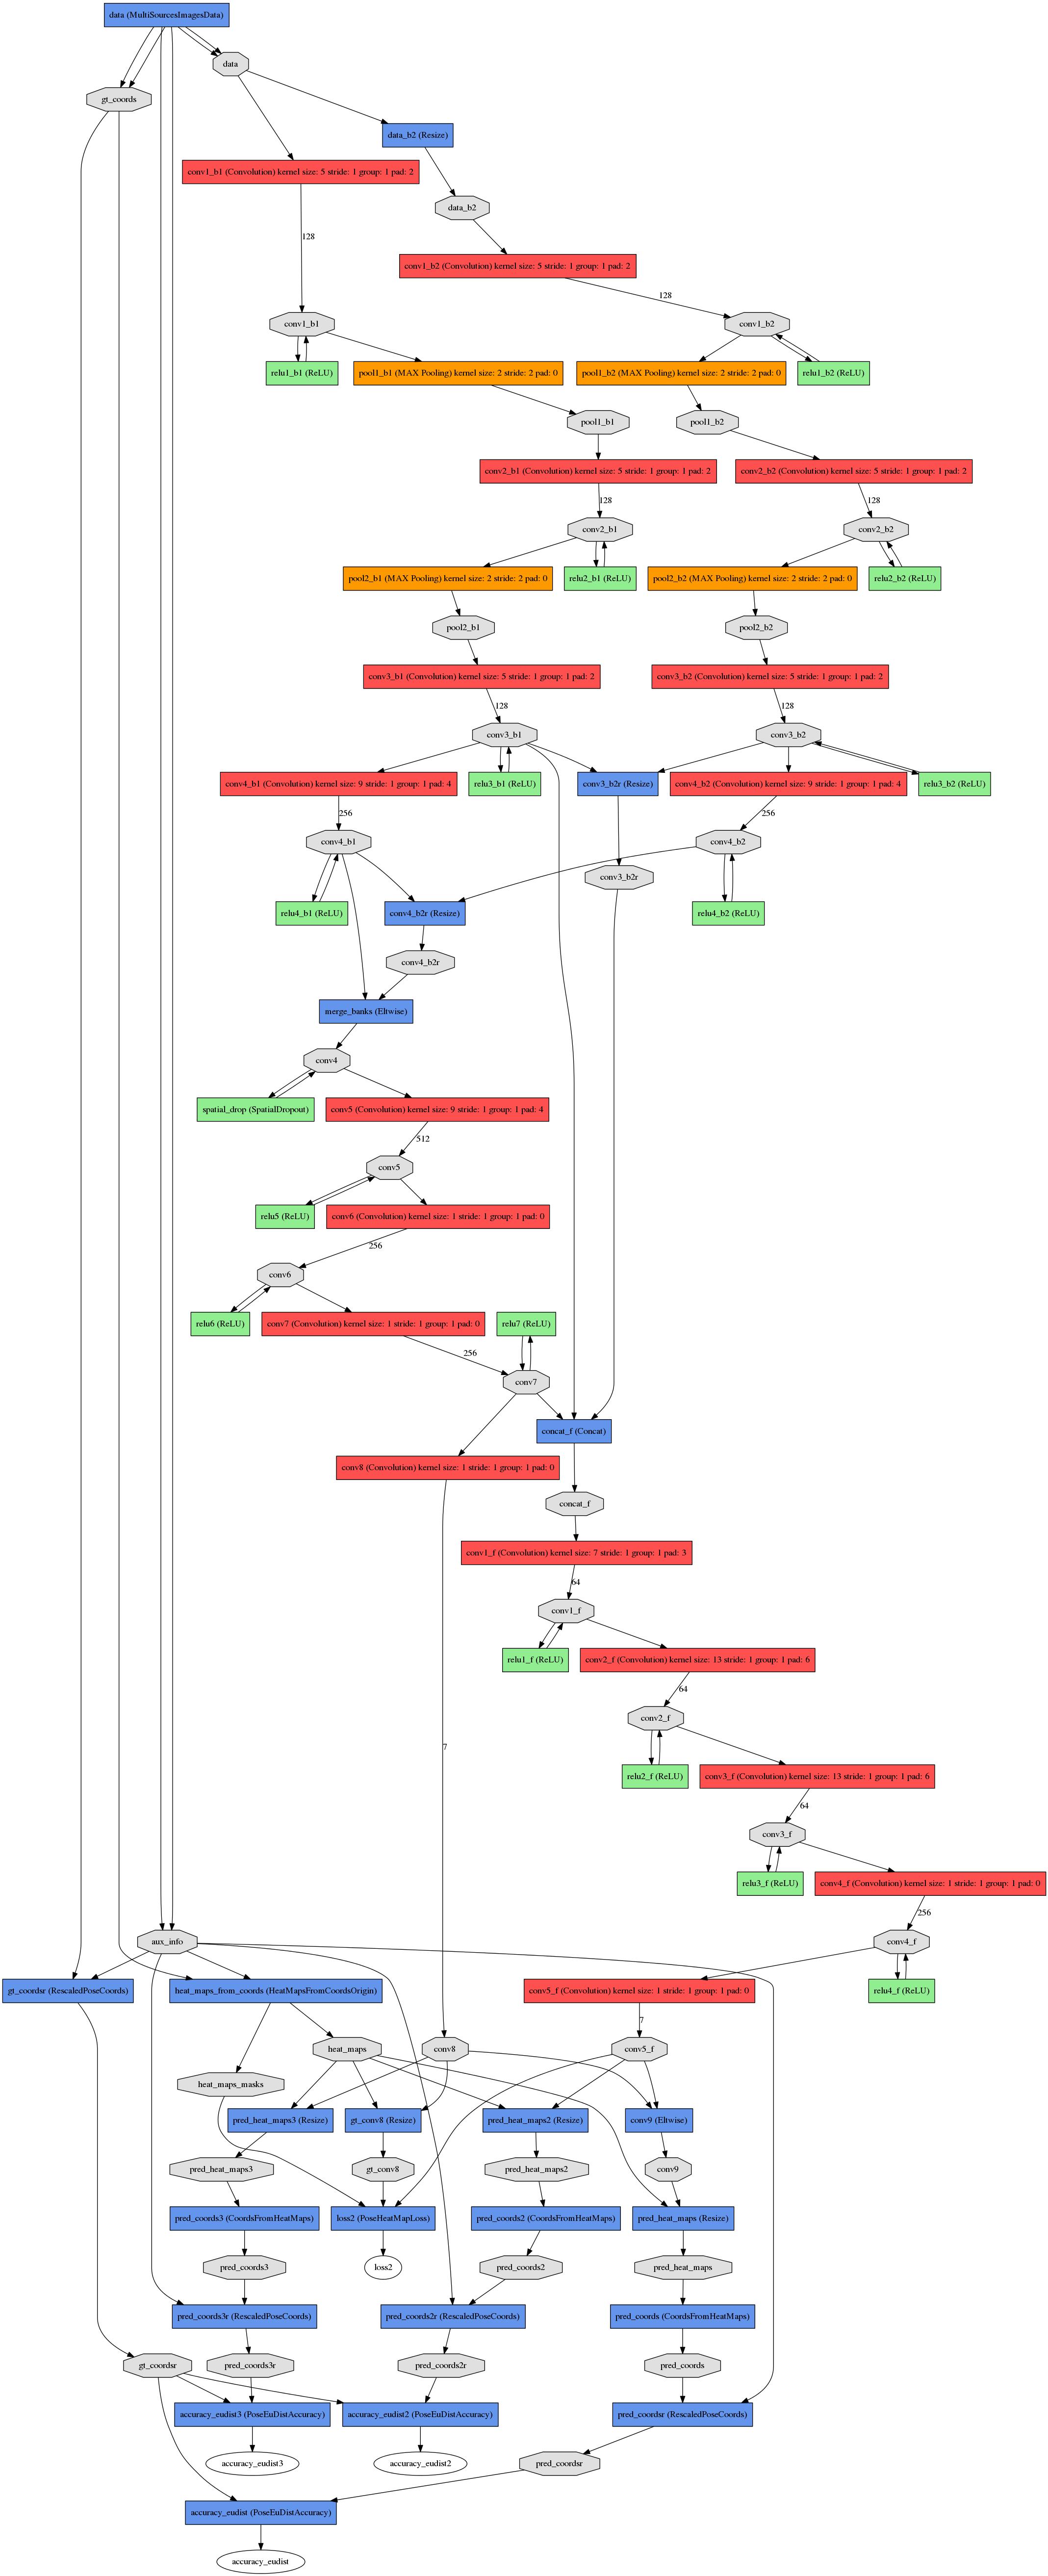 data (MultiSourcesImagesData)
data
gt_coords
data_b2 (Resize)
conv1_b1 (Convolution) kernel size: 5 stride: 1 group: 1 pad: 2
data_b2
128
conv1_b2 (Convolution) kernel size: 5 stride: 1 group: 1 pad: 2
128
conv1_b1
conv1_b2
relu1_b1 (ReLU)
pool1_b1 (MAX Pooling) kernel size: 2 stride: 2 pad: 0
pool1_b2 (MAX Pooling) kernel size: 2 stride: 2 pad: 0
relu1_b2 (ReLU)
pool1_b1
pool1_b2
conv2_b1 (Convolution) kernel size: 5 stride: 1 group: 1 pad: 2
conv2_b2 (Convolution) kernel size: 5 stride: 1 group: 1 pad: 2
128
128
conv2_b1
conv2_b2
pool2_b1 (MAX Pooling) kernel size: 2 stride: 2 pad: 0
relu2_b1 (ReLU)
pool2_b2 (MAX Pooling) kernel size: 2 stride: 2 pad: 0
relu2_b2 (ReLU)
pool2_b1
pool2_b2
conv3_b1 (Convolution) kernel size: 5 stride: 1 group: 1 pad: 2
conv3_b2 (Convolution) kernel size: 5 stride: 1 group: 1 pad: 2
128
128
conv3_b1
conv3_b2
conv4_b1 (Convolution) kernel size: 9 stride: 1 group: 1 pad: 4
relu3_b1 (ReLU)
conv3_b2r (Resize)
conv4_b2 (Convolution) kernel size: 9 stride: 1 group: 1 pad: 4
relu3_b2 (ReLU)
256
256
conv4_b1
conv4_b2
conv3_b2r
relu4_b1 (ReLU)
conv4_b2r (Resize)
relu4_b2 (ReLU)
conv4_b2r
merge_banks (Eltwise)
conv4
spatial_drop (SpatialDropout)
conv5 (Convolution) kernel size: 9 stride: 1 group: 1 pad: 4
512
conv5
relu5 (ReLU)
conv6 (Convolution) kernel size: 1 stride: 1 group: 1 pad: 0
256
conv6
relu6 (ReLU)
conv7 (Convolution) kernel size: 1 stride: 1 group: 1 pad: 0
relu7 (ReLU)
256
conv7
concat_f (Concat)
conv8 (Convolution) kernel size: 1 stride: 1 group: 1 pad: 0
concat_f
conv1_f (Convolution) kernel size: 7 stride: 1 group: 1 pad: 3
64
conv1_f
relu1_f (ReLU)
conv2_f (Convolution) kernel size: 13 stride: 1 group: 1 pad: 6
64
conv2_f
7
relu2_f (ReLU)
conv3_f (Convolution) kernel size: 13 stride: 1 group: 1 pad: 6
64
conv3_f
relu3_f (ReLU)
conv4_f (Convolution) kernel size: 1 stride: 1 group: 1 pad: 0
256
aux_info
conv4_f
gt_coordsr (RescaledPoseCoords)
heat_maps_from_coords (HeatMapsFromCoordsOrigin)
conv5_f (Convolution) kernel size: 1 stride: 1 group: 1 pad: 0
relu4_f (ReLU)
7
heat_maps
conv8
conv5_f
heat_maps_masks
pred_heat_maps3 (Resize)
gt_conv8 (Resize)
pred_heat_maps2 (Resize)
conv9 (Eltwise)
pred_heat_maps3
gt_conv8
pred_heat_maps2
conv9
pred_coords3 (CoordsFromHeatMaps)
loss2 (PoseHeatMapLoss)
pred_coords2 (CoordsFromHeatMaps)
pred_heat_maps (Resize)
pred_coords3
loss2
pred_coords2
pred_heat_maps
pred_coords3r (RescaledPoseCoords)
pred_coords2r (RescaledPoseCoords)
pred_coords (CoordsFromHeatMaps)
gt_coordsr
pred_coords3r
pred_coords2r
pred_coords
accuracy_eudist3 (PoseEuDistAccuracy)
accuracy_eudist2 (PoseEuDistAccuracy)
pred_coordsr (RescaledPoseCoords)
accuracy_eudist3
accuracy_eudist2
pred_coordsr
accuracy_eudist (PoseEuDistAccuracy)
accuracy_eudist